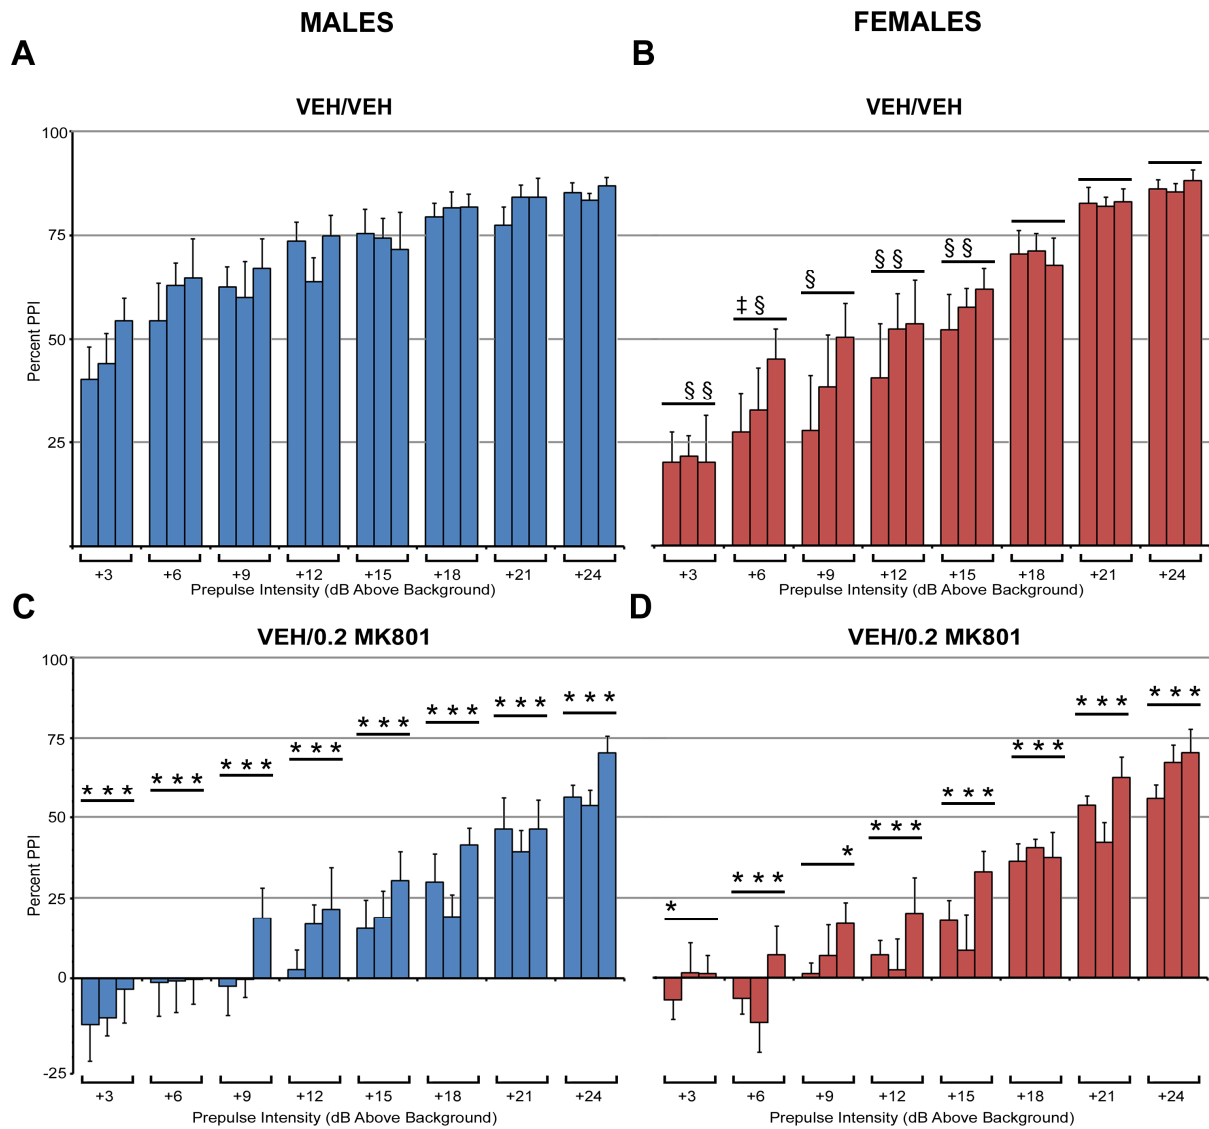 MALES
FEMALES
A
B
VEH/VEH
VEH/VEH
100
75
50
25
Percent PPI
§ §
‡ §
§
§ §
§ §
+3 +6 +9 +12 +15 +18 +21 +24
Prepulse Intensity (dB Above Background)
+3 +6 +9 +12 +15 +18 +21 +24
Prepulse Intensity (dB Above Background)
C
D
VEH/0.2 MK801
VEH/0.2 MK801
100
75
50
25
0
-25
Percent PPI
* * *
* * *
* * *
* * *
* * *
* * *
* * *
* * *
*
* * *
*
* * *
* * *
* * *
* * *
* * *
+3 +6 +9 +12 +15 +18 +21 +24
Prepulse Intensity (dB Above Background)
+3 +6 +9 +12 +15 +18 +21 +24
Prepulse Intensity (dB Above Background)